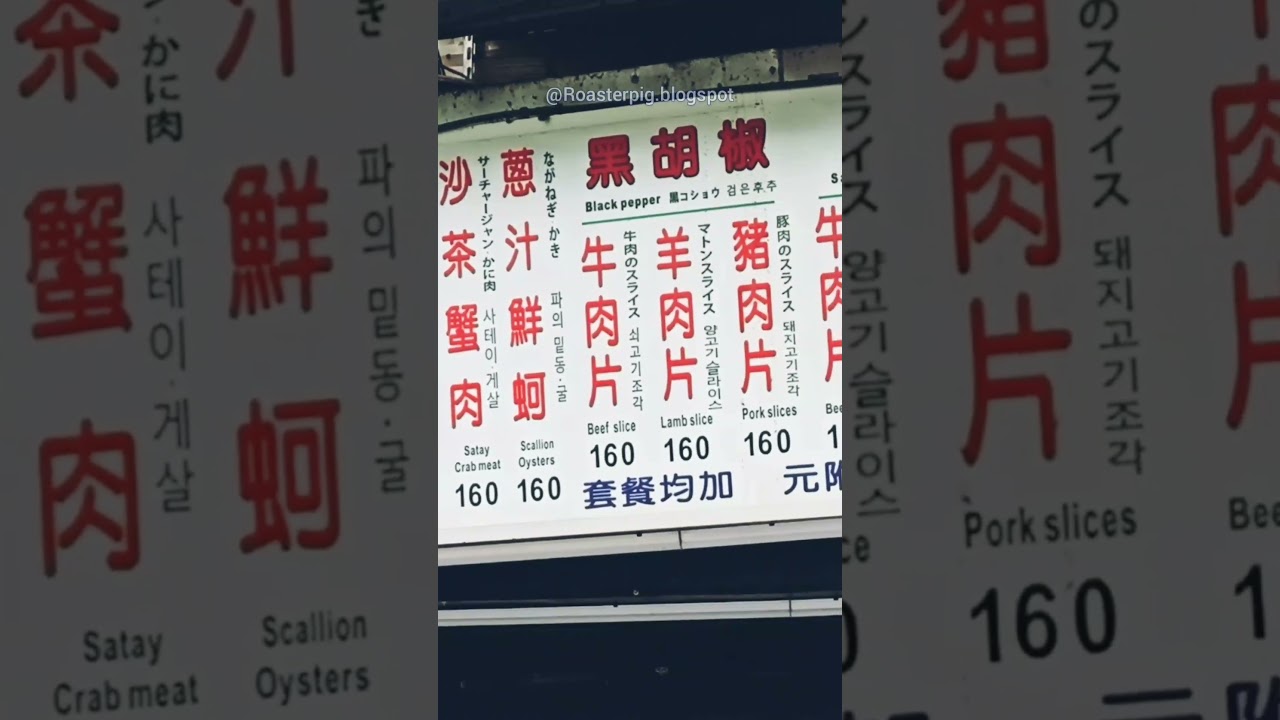 @Roasterpig.blogspot
黑胡椒
Black pepper 黒コショウ 검은후추
沙茶蟹肉
サーチャージャン・かに肉 사테이・게살
Satay
Crab meat
160
蔥汁鮮蚵
ながねぎ・かき 파의 밑동・굴
Scallion
Oysters
160
牛肉片
牛肉のスライス 쇠고기조각
Beef slice
160
羊肉片
マトンスライス 양고기슬라이스
Lamb slice
160
豬肉片
豚肉のスライス 돼지고기조각
Pork slices
160
牛肉片
套餐均加 元附